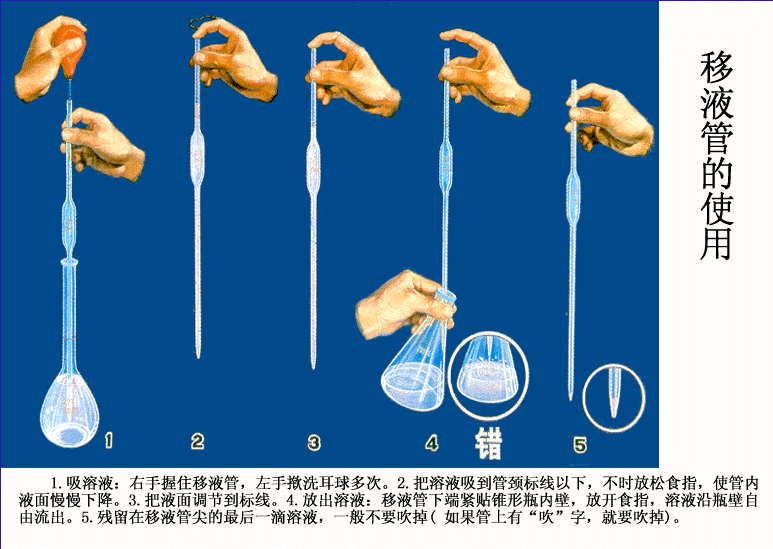 移液管的使用
1
2
3
4
错
5
1.吸溶液：右手握住移液管，左手揿洗耳球多次。2.把溶液吸到管颈标线以下，不时放松食指，使管内
液面慢慢下降。3.把液面调节到标线。4.放出溶液：移液管下端紧贴锥形瓶内壁，放开食指，溶液沿瓶壁自
由流出。5.残留在移液管尖的最后一滴溶液，一般不要吹掉( 如果管上有“吹”字，就要吹掉)。